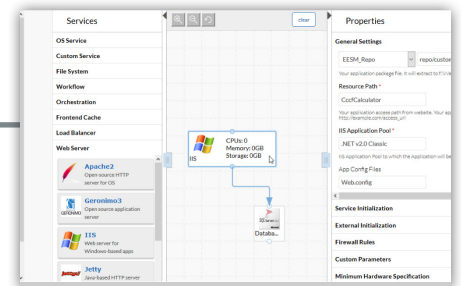 Services
OS Service
Custom Service
File System
Workflow
Orchestration
Frontend Cache
Load Balancer
Web Server
Apache2
Open-source HTTP
server for OS
GERONIMO
Geronimo3
Open source application
server
IIS
Web server for
Windows-based apps
Jetty
Java-based HTTP server
clear
CPUs: 0
Memory: 0GB
Storage: 0GB
IIS
Databa...
Properties
General Settings
EESM_Repo
repo/custom
Your application package file. It will extract to
Resource Path *
CccfCalculator
Your application access path from website. Your
http://example.com/access_url
IIS Application Pool *
.NET v2.0 Classic
IIS Application Pool to which the Application will be
App Config Files
Web.config
Service Initialization
External Initialization
Firewall Rules
Custom Parameters
Minimum Hardware Specification